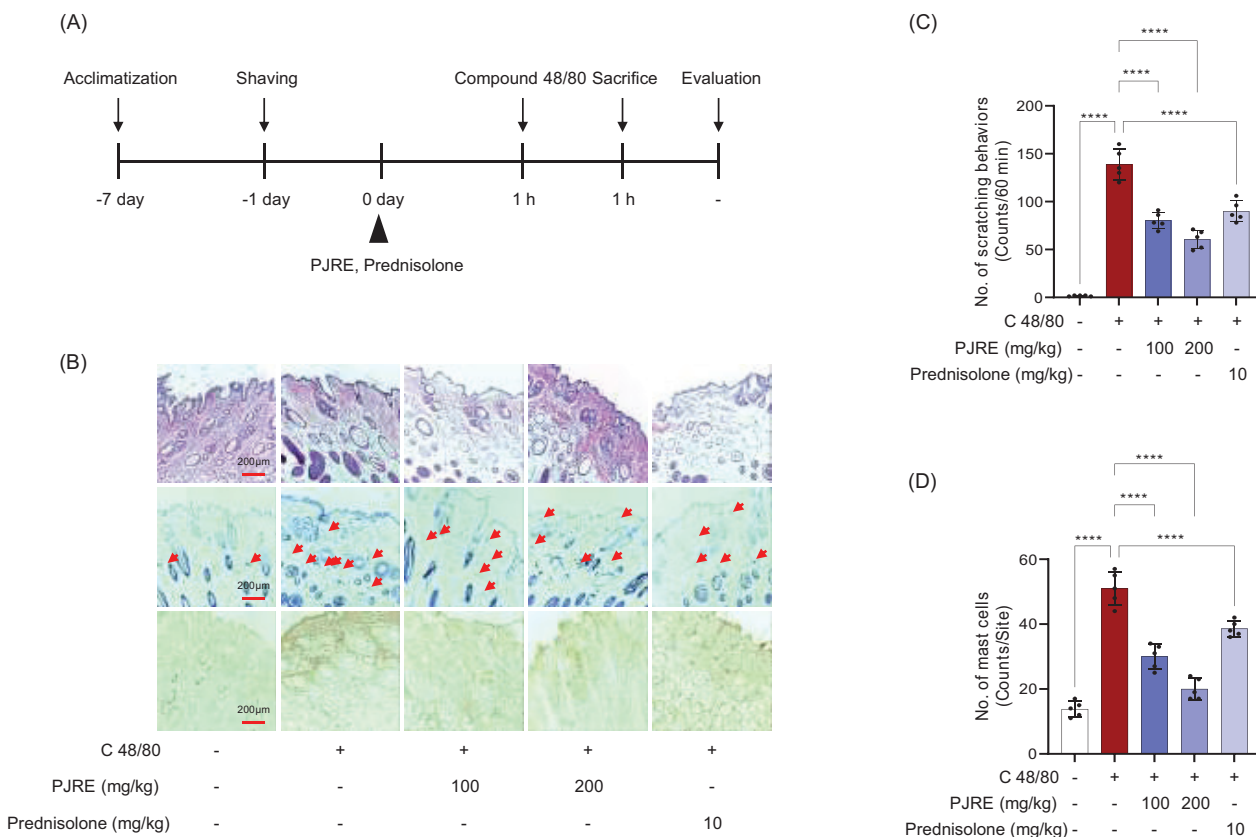 (A)
Acclimatization Shaving Compound 48/80 Sacrifice Evaluation
-7 day -1 day 0 day 1 h 1 h -
PJRE, Prednisolone
(B)
200μm
200μm
200μm
C 48/80 - + + + +
PJRE (mg/kg) - - 100 200 -
Prednisolone (mg/kg) - - - - 10
(C)
****
****
**** ****
No. of scratching behaviors
(Counts/60 min)
200
150
100
50
0
C 48/80 - + + + +
PJRE (mg/kg) - - 100 200 -
Prednisolone (mg/kg) - - - - 10
(D)
****
****
**** ****
No. of mast cells
(Counts/Site)
60
40
20
0
C 48/80 - + + + +
PJRE (mg/kg) - - 100 200 -
Prednisolone (mg/kg) - - - - 10